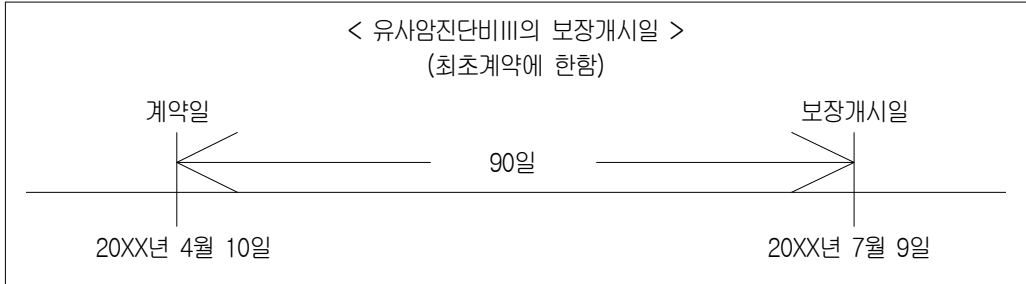 < 유사암진단비Ⅲ의 보장개시일 >
(최초계약에 한함)
계약일 보장개시일
90일
20XX년 4월 10일 20XX년 7월 9일